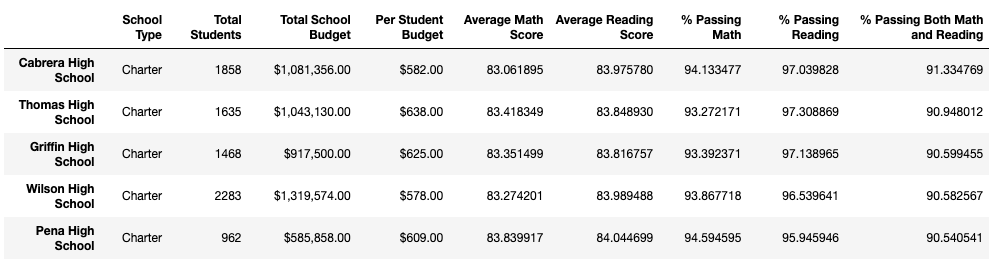 School Type Total Students Total School Budget Per Student Budget Average Math Score Average Reading Score % Passing Math % Passing Reading % Passing Both Math and Reading
Cabrera High School Charter 1858 $1,081,356.00 $582.00 83.061895 83.975780 94.133477 97.039828 91.334769
Thomas High School Charter 1635 $1,043,130.00 $638.00 83.418349 83.848930 93.272171 97.308869 90.948012
Griffin High School Charter 1468 $917,500.00 $625.00 83.351499 83.816757 93.392371 97.138965 90.599455
Wilson High School Charter 2283 $1,319,574.00 $578.00 83.274201 83.989488 93.867718 96.539641 90.582567
Pena High School Charter 962 $585,858.00 $609.00 83.839917 84.044699 94.594595 95.945946 90.540541